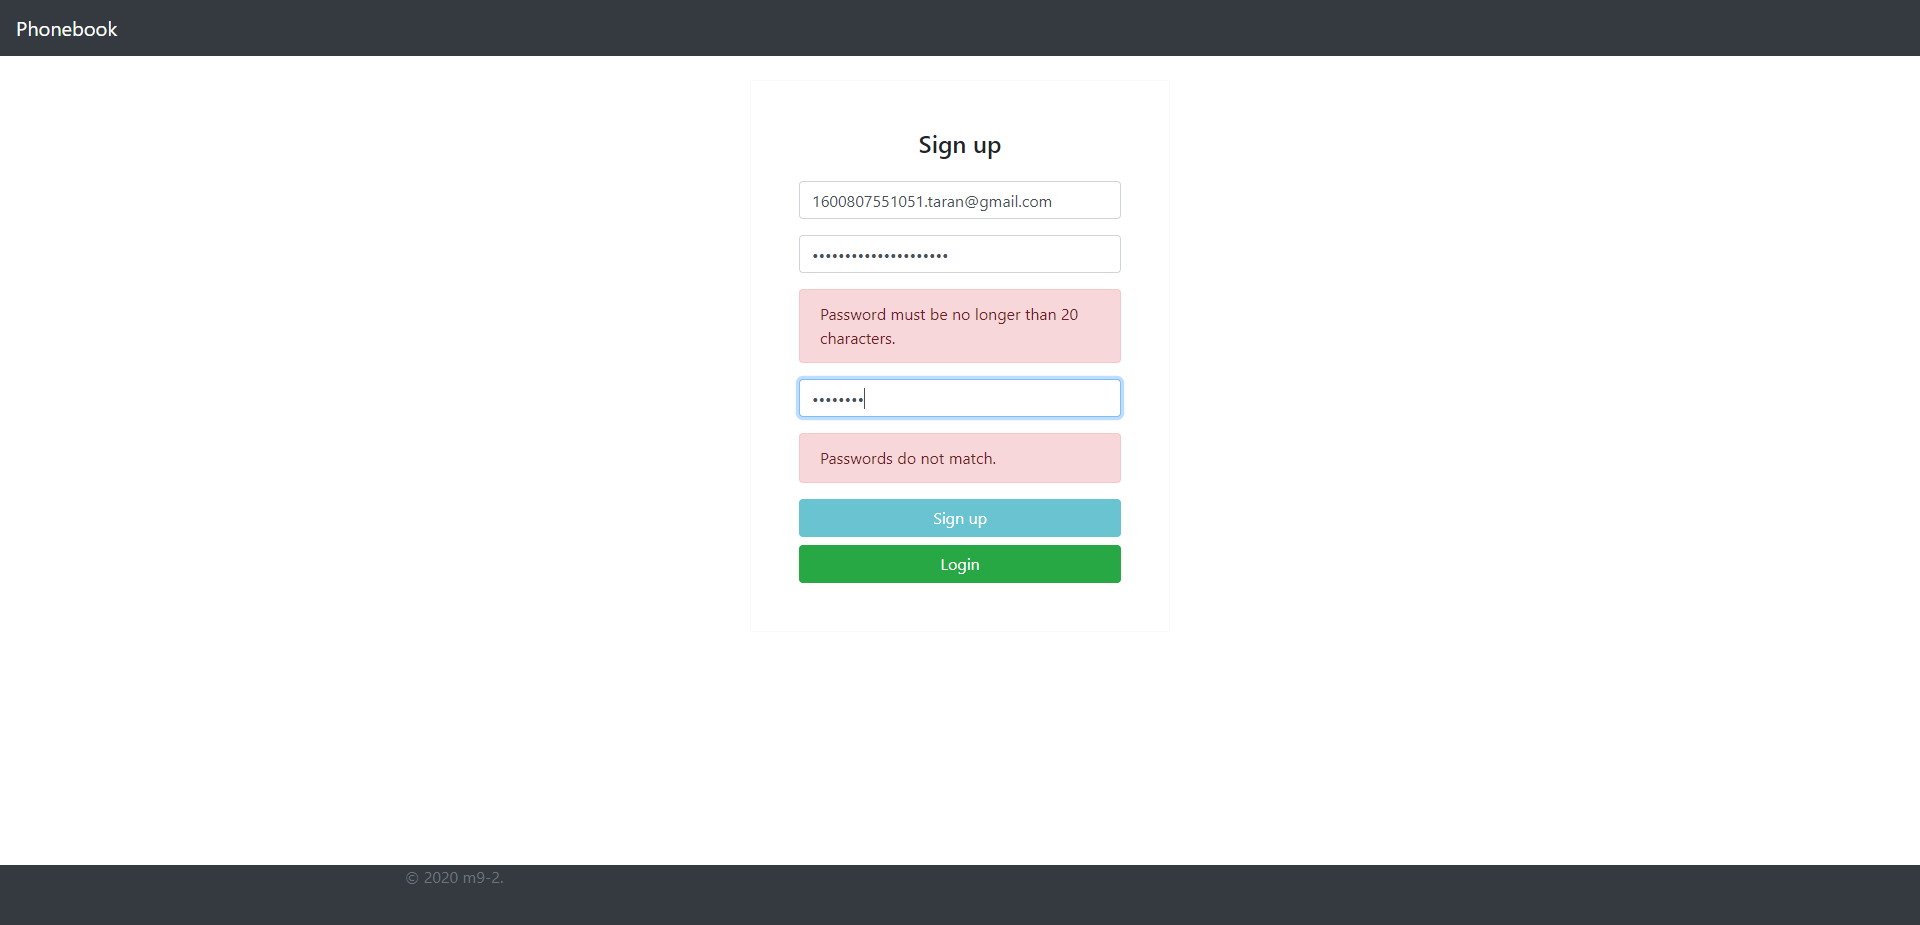 Phonebook
Sign up
1600807551051.taran@gmail.com
•••••••••••••••••••••
Password must be no longer than 20
characters.
••••••••
Passwords do not match.
Sign up
Login
© 2020 m9-2.